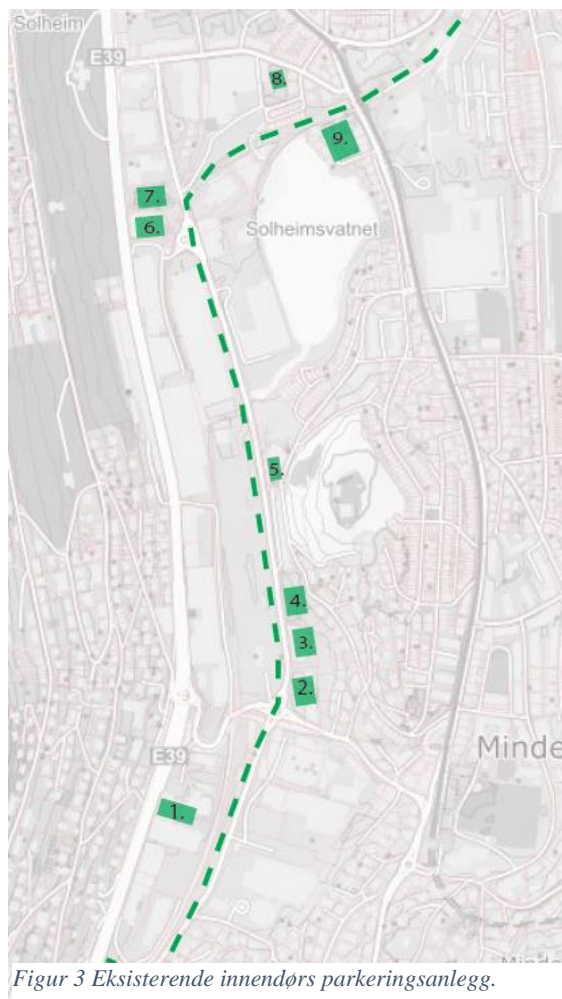 Solheim
E39
8.
9.
7.
6.
Solheimsvatnet
5.
4.
3.
2.
Minde
E39
1.
Minde
Figur 3 Eksisterende innendørs parkeringsanlegg.